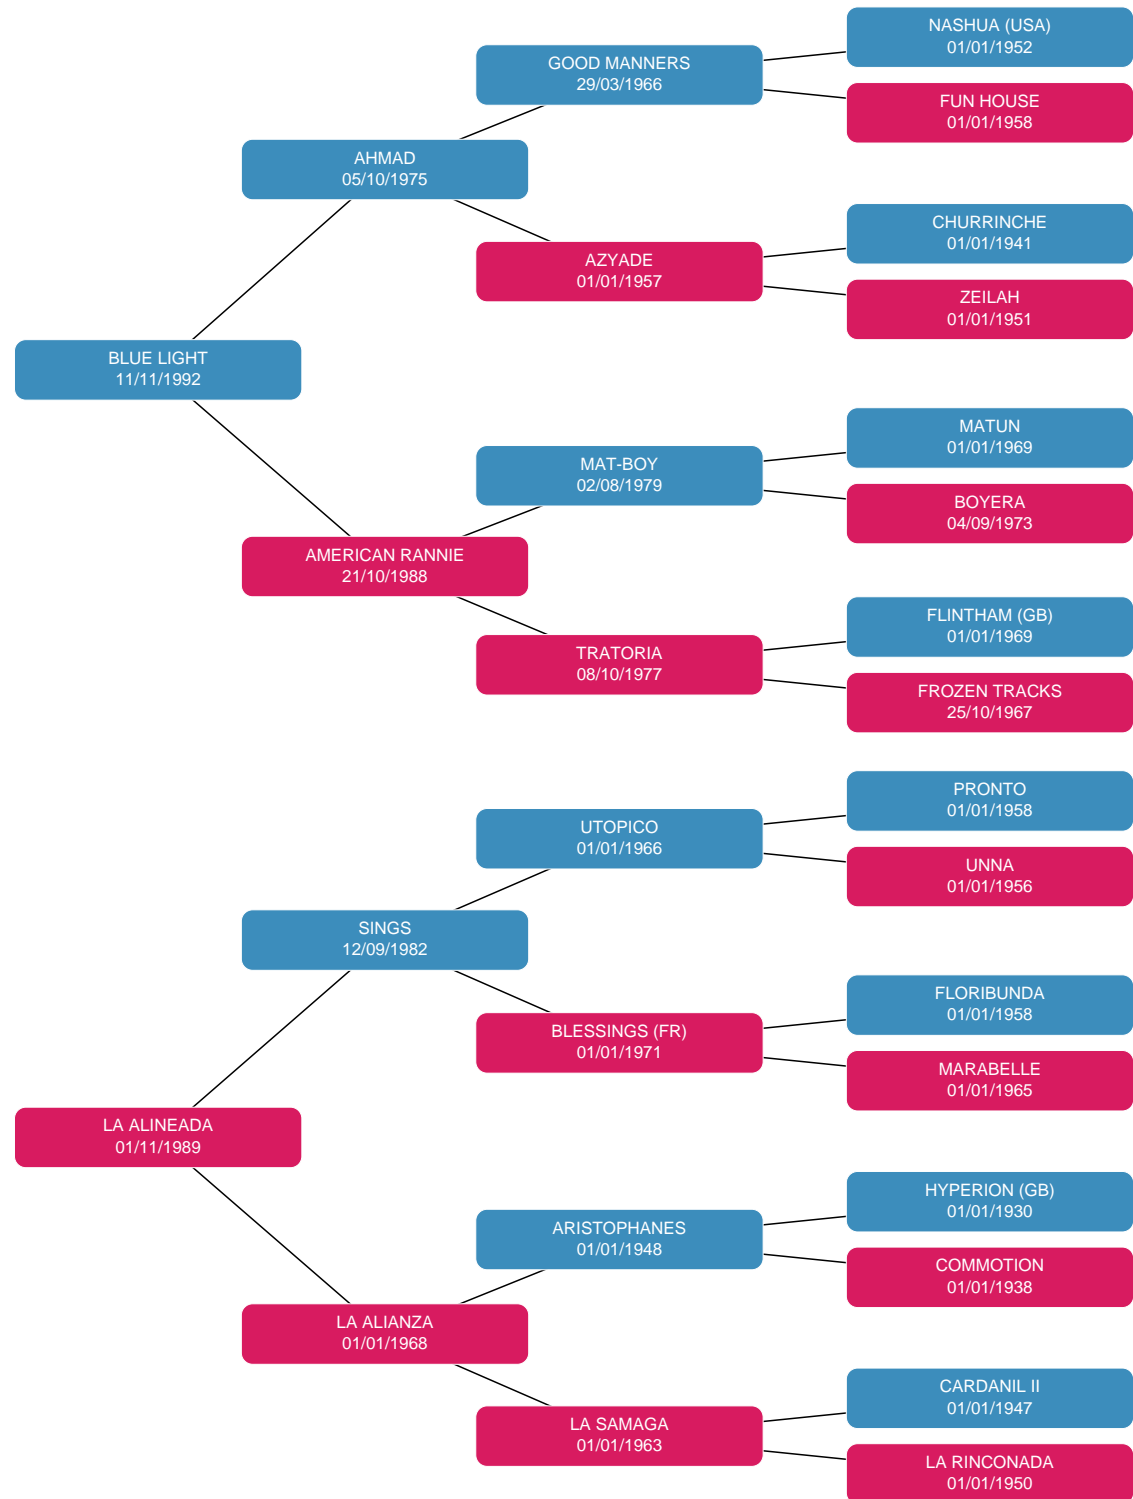 NASHUA (USA)
01/01/1952
GOOD MANNERS
29/03/1966
FUN HOUSE
01/01/1958
AHMAD
05/10/1975
CHURRINCHE
01/01/1941
AZYADE
01/01/1957
ZEILAH
01/01/1951
BLUE LIGHT
11/11/1992
MATUN
01/01/1969
MAT-BOY
02/08/1979
BOYERA
04/09/1973
AMERICAN RANNIE
21/10/1988
FLINTHAM (GB)
01/01/1969
TRATORIA
08/10/1977
FROZEN TRACKS
25/10/1967
PRONTO
01/01/1958
UTOPICO
01/01/1966
UNNA
01/01/1956
SINGS
12/09/1982
FLORIBUNDA
01/01/1958
BLESSINGS (FR)
01/01/1971
MARABELLE
01/01/1965
LA ALINEADA
01/11/1989
HYPERION (GB)
01/01/1930
ARISTOPHANES
01/01/1948
COMMOTION
01/01/1938
LA ALIANZA
01/01/1968
CARDANIL II
01/01/1947
LA SAMAGA
01/01/1963
LA RINCONADA
01/01/1950